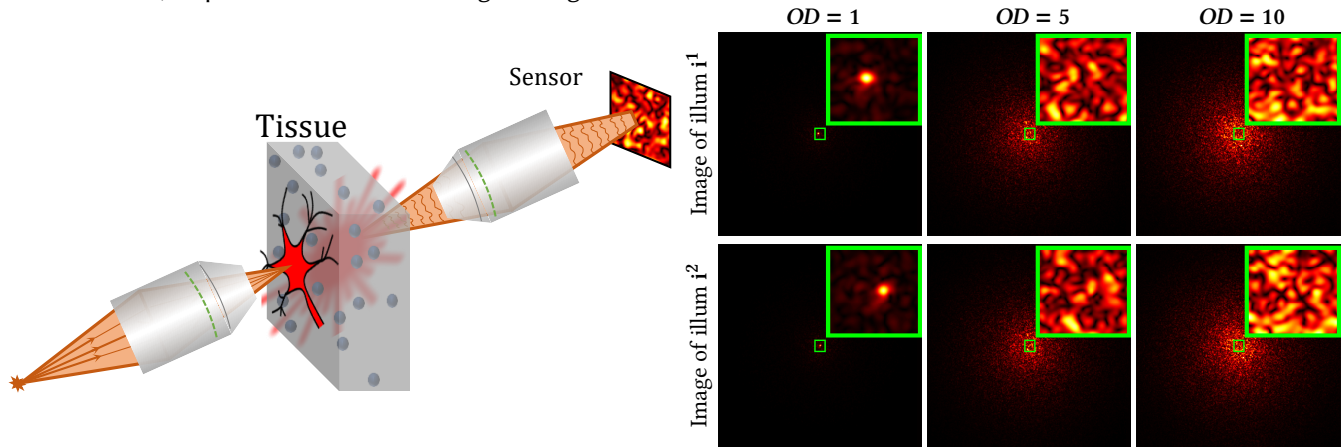 OD = 1
OD = 5
OD = 10
Sensor
Tissue
Image of illum i¹
Image of illum i²